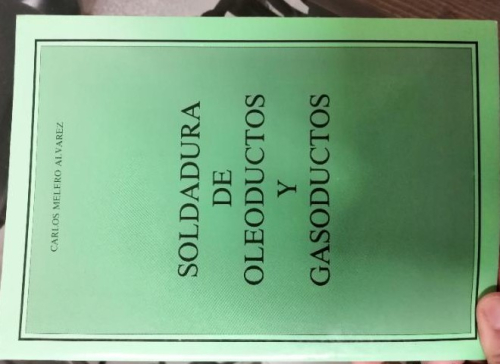 CARLOS MELERO ALVAREZ
SOLDADURA
DE
OLEODUCTOS
Y
GASODUCTOS